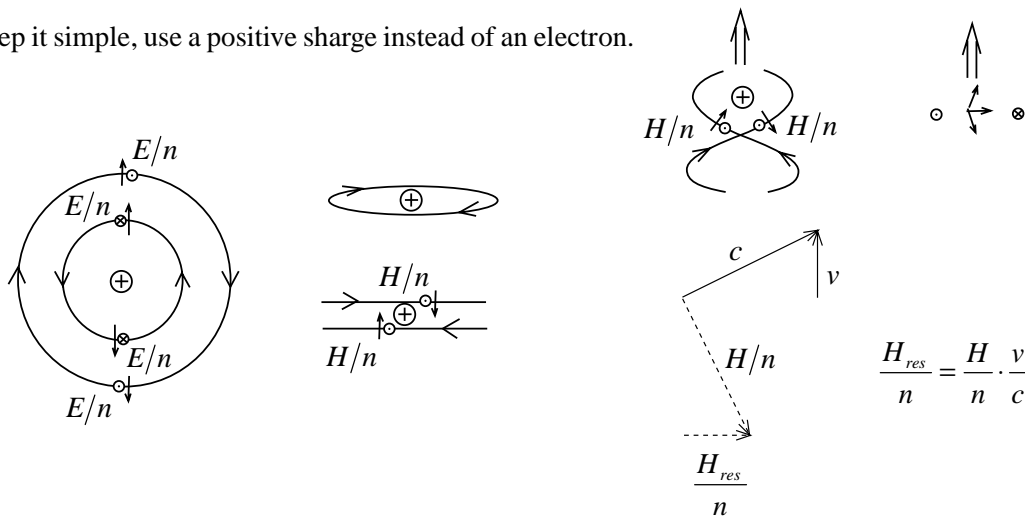 ep it simple, use a positive sharge instead of an electron.
H/n H/n
E/n
E/n
E/n
E/n
H/n
H/n
c
v
H/n
H_res/n
H_res/n = H/n · v/c